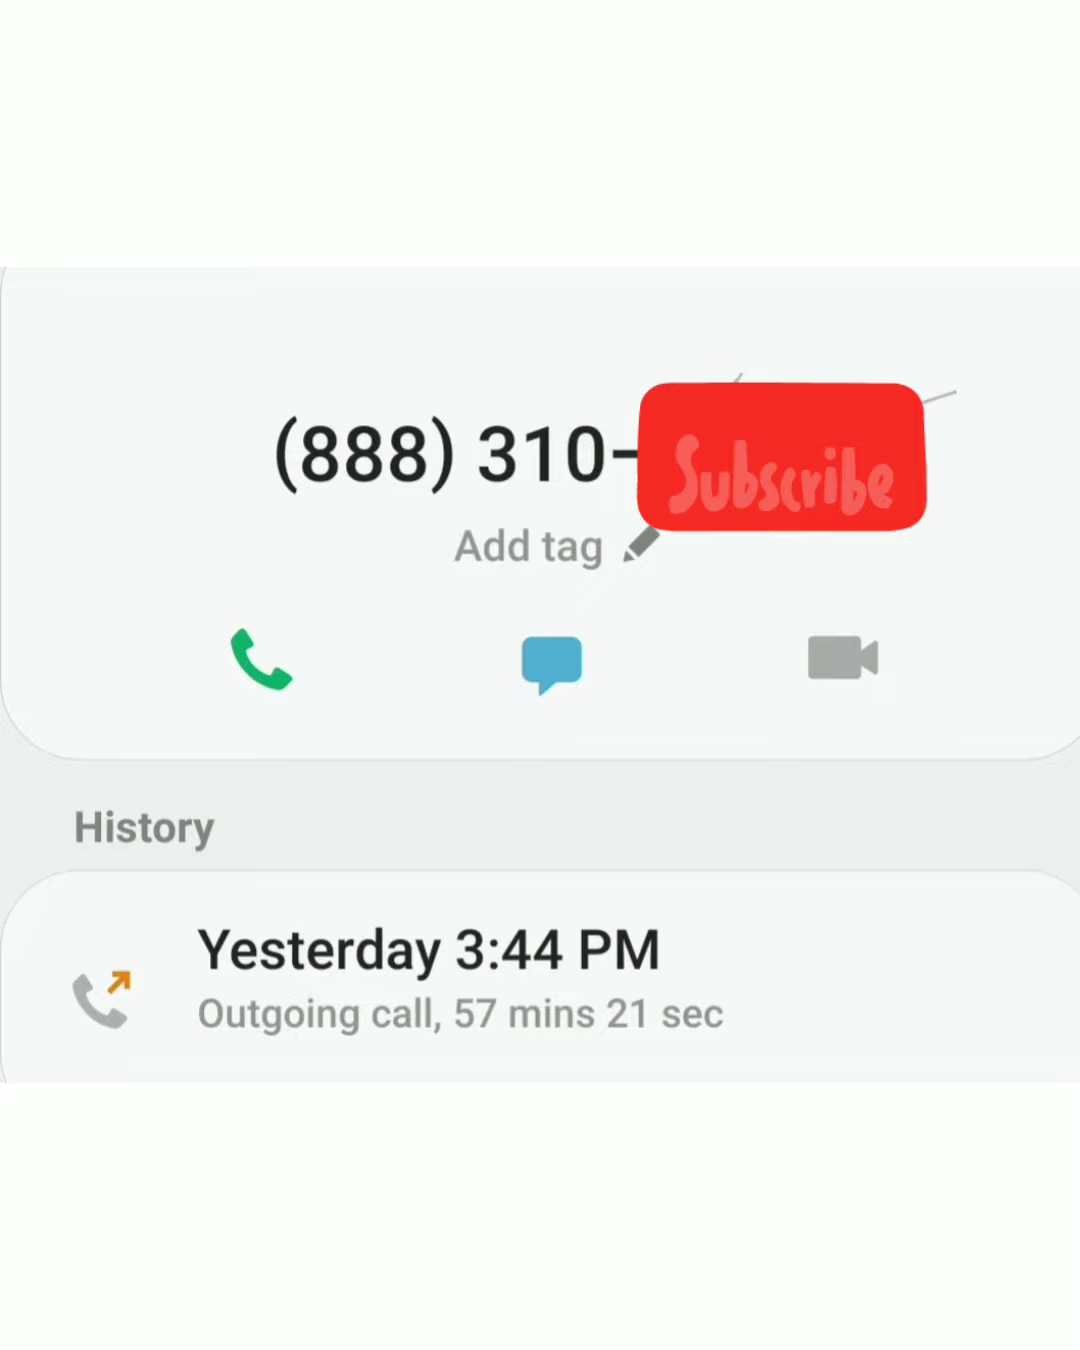 (888) 310-
Subscribe
Add tag
History
Yesterday 3:44 PM
Outgoing call, 57 mins 21 sec